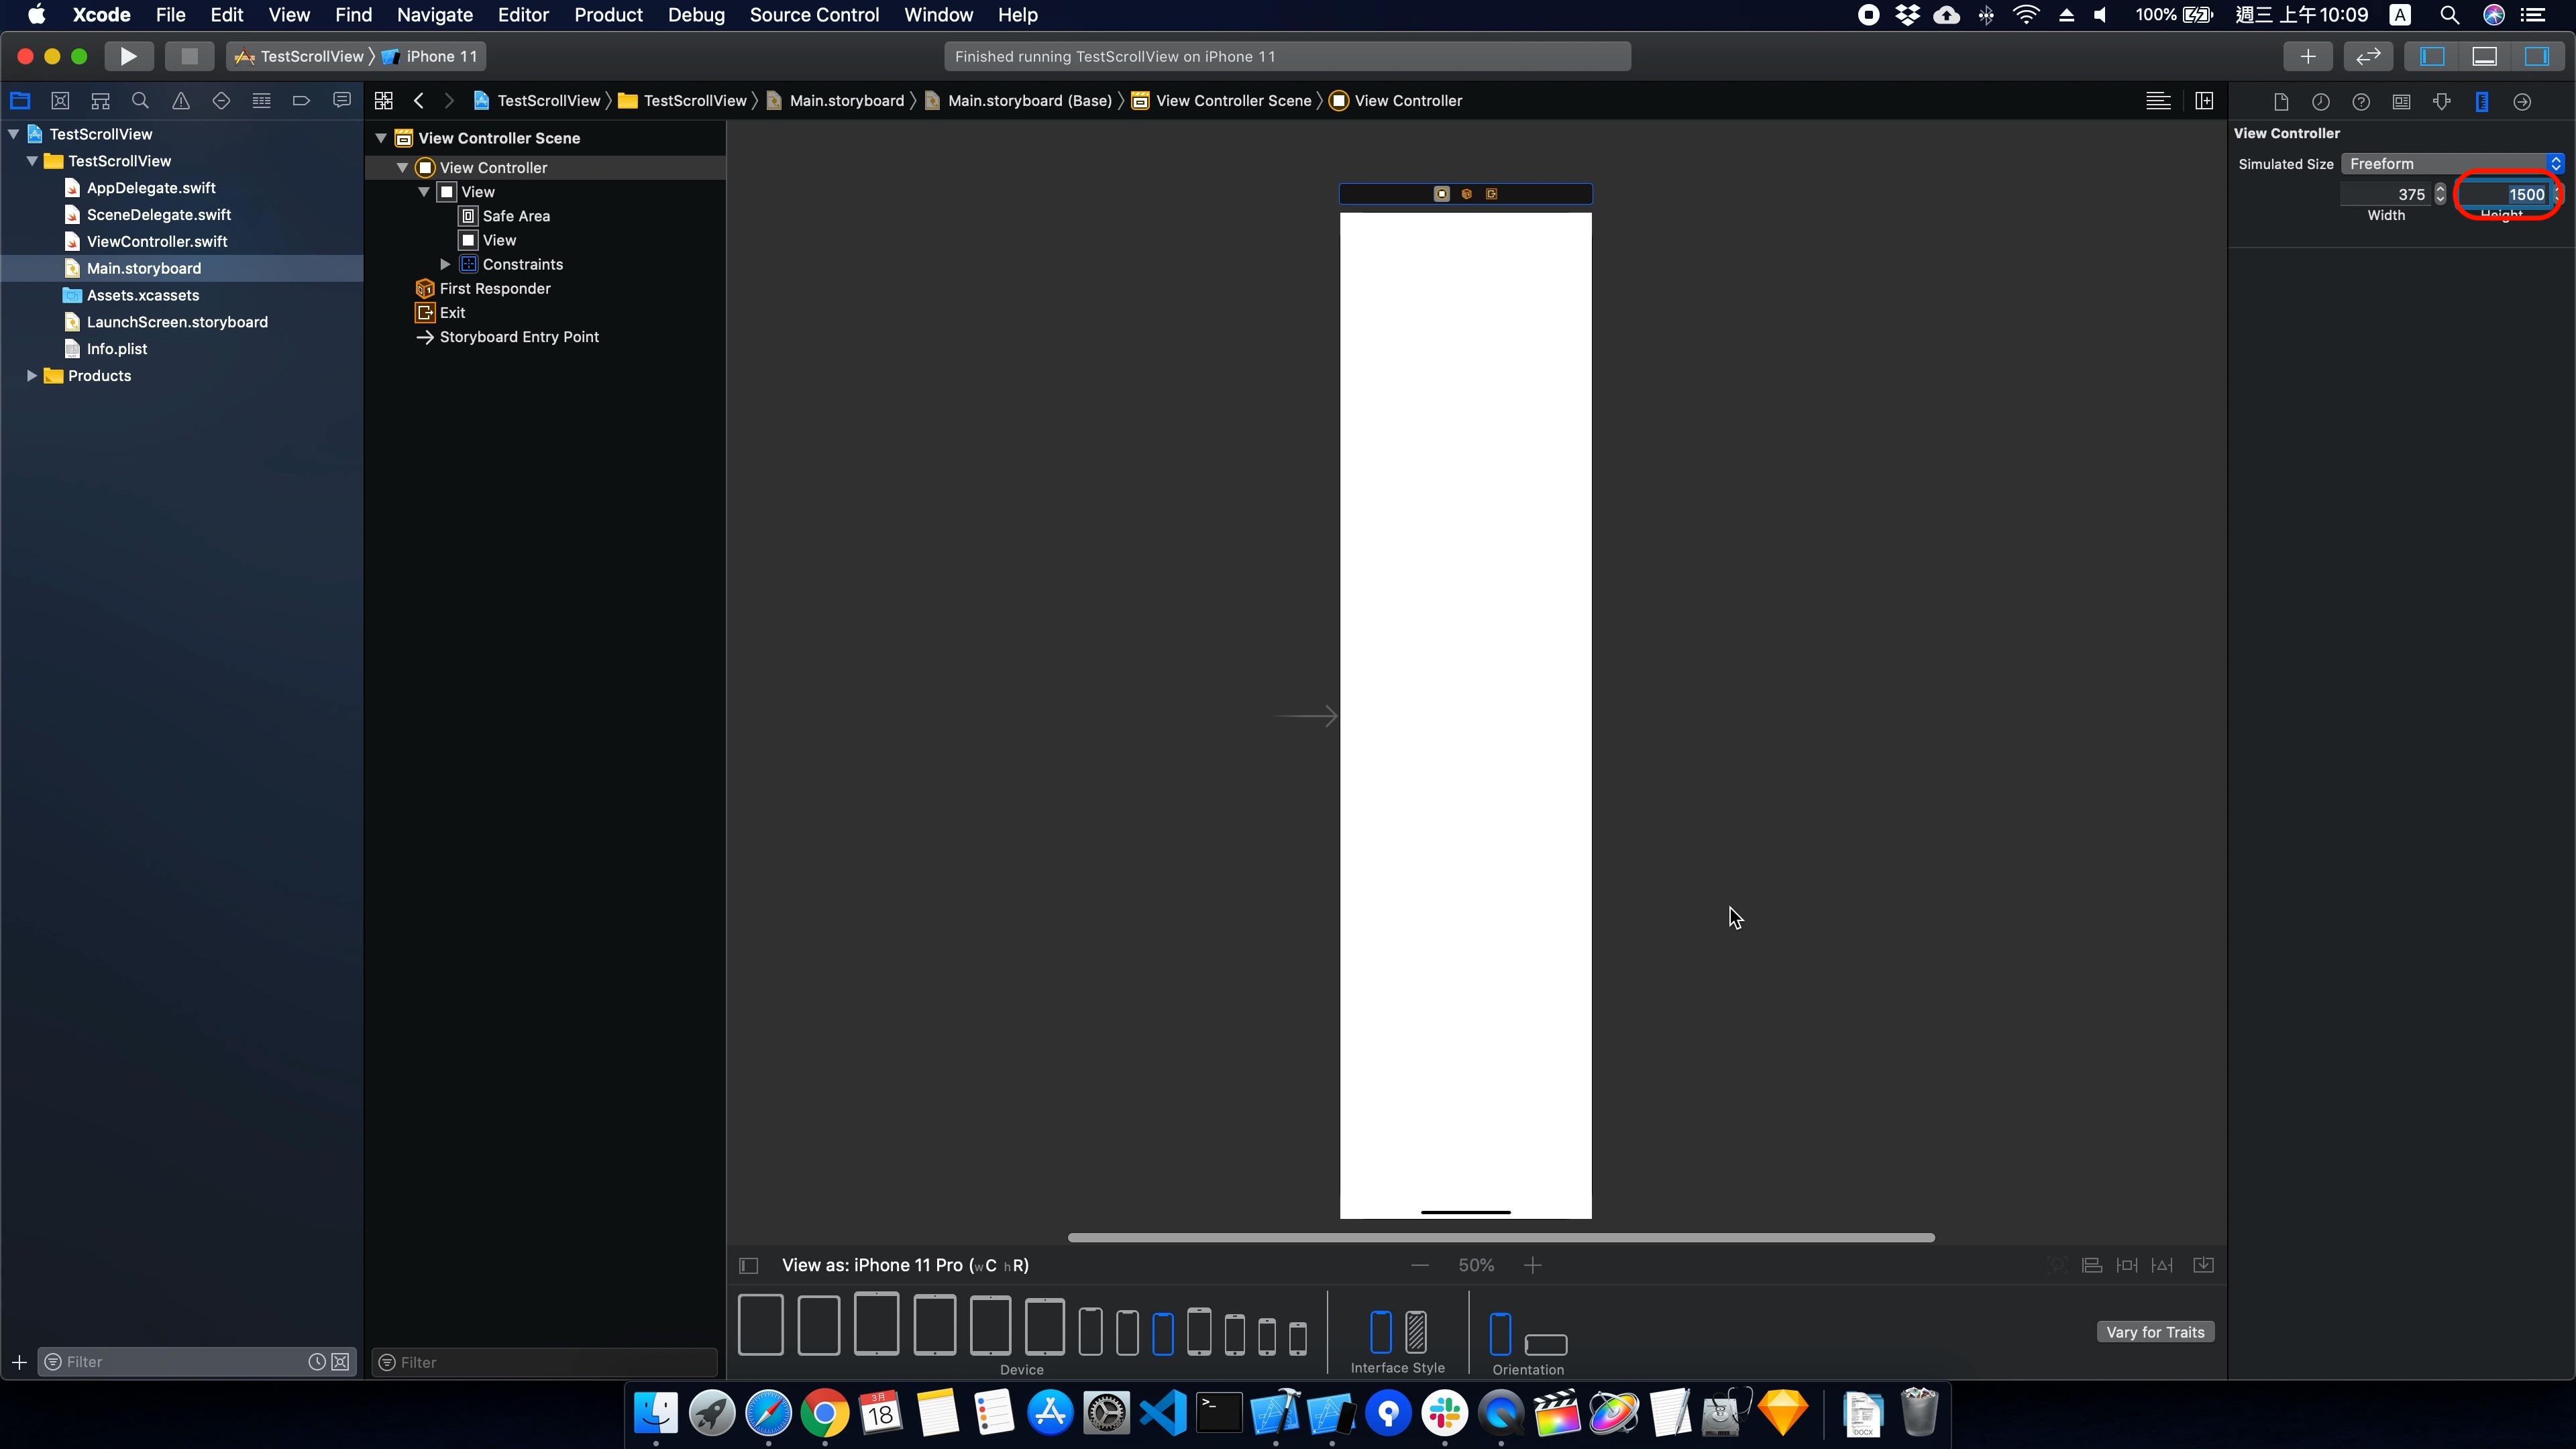 Xcode File Edit View Find Navigate Editor Product Debug Source Control Window Help 100% 週三 上午10:09 A
TestScrollView iPhone 11 Finished running TestScrollView on iPhone 11
TestScrollView TestScrollView Main.storyboard Main.storyboard (Base) View Controller Scene View Controller
TestScrollView
TestScrollView
AppDelegate.swift
SceneDelegate.swift
ViewController.swift
Main.storyboard
Assets.xcassets
LaunchScreen.storyboard
Info.plist
Products
Filter
View Controller Scene
View Controller
View
Safe Area
View
Constraints
First Responder
Exit
Storyboard Entry Point
Filter
View as: iPhone 11 Pro (wC hR)
50%
Device
Interface Style
Orientation
Vary for Traits
View Controller
Simulated Size Freeform
375 1500
Width Height
3月
18
DOCX